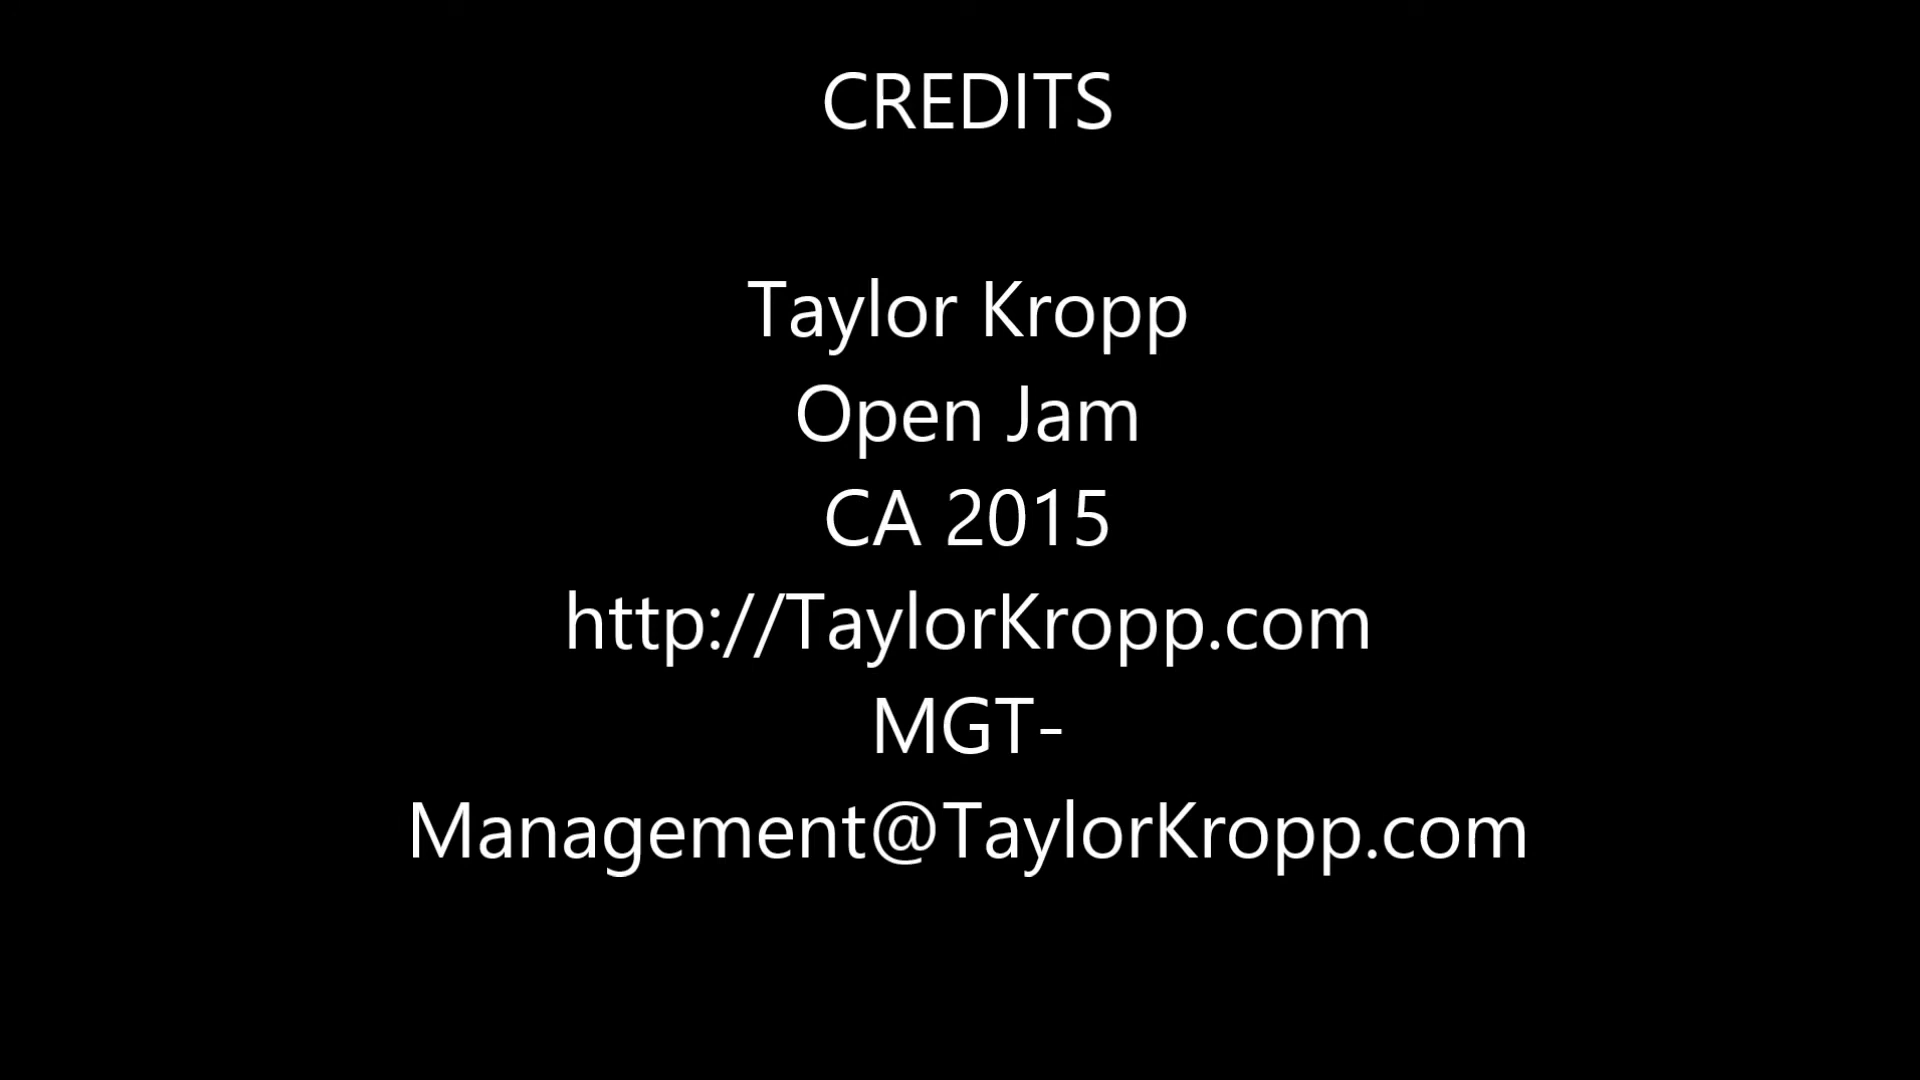 CREDITS
Taylor Kropp
Open Jam
CA 2015
http://TaylorKropp.com
MGT-
Management@TaylorKropp.com